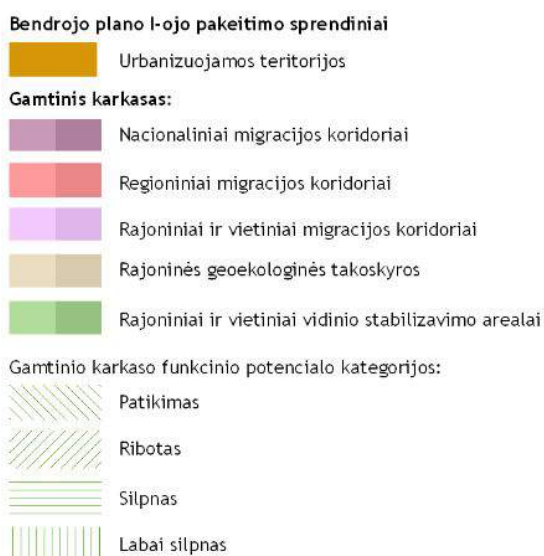 Bendrojo plano I-ojo pakeitimo sprendiniai
Urbanizuojamos teritorijos
Gamtinis karkasas:
Nacionaliniai migracijos koridoriai
Regioniniai migracijos koridoriai
Rajoniniai ir vietiniai migracijos koridoriai
Rajoninės geoekologinės takoskyros
Rajoniniai ir vietiniai vidinio stabilizavimo arealai
Gamtinio karkaso funkcinio potencialo kategorijos:
Patikimas
Ribotas
Silpnas
Labai silpnas